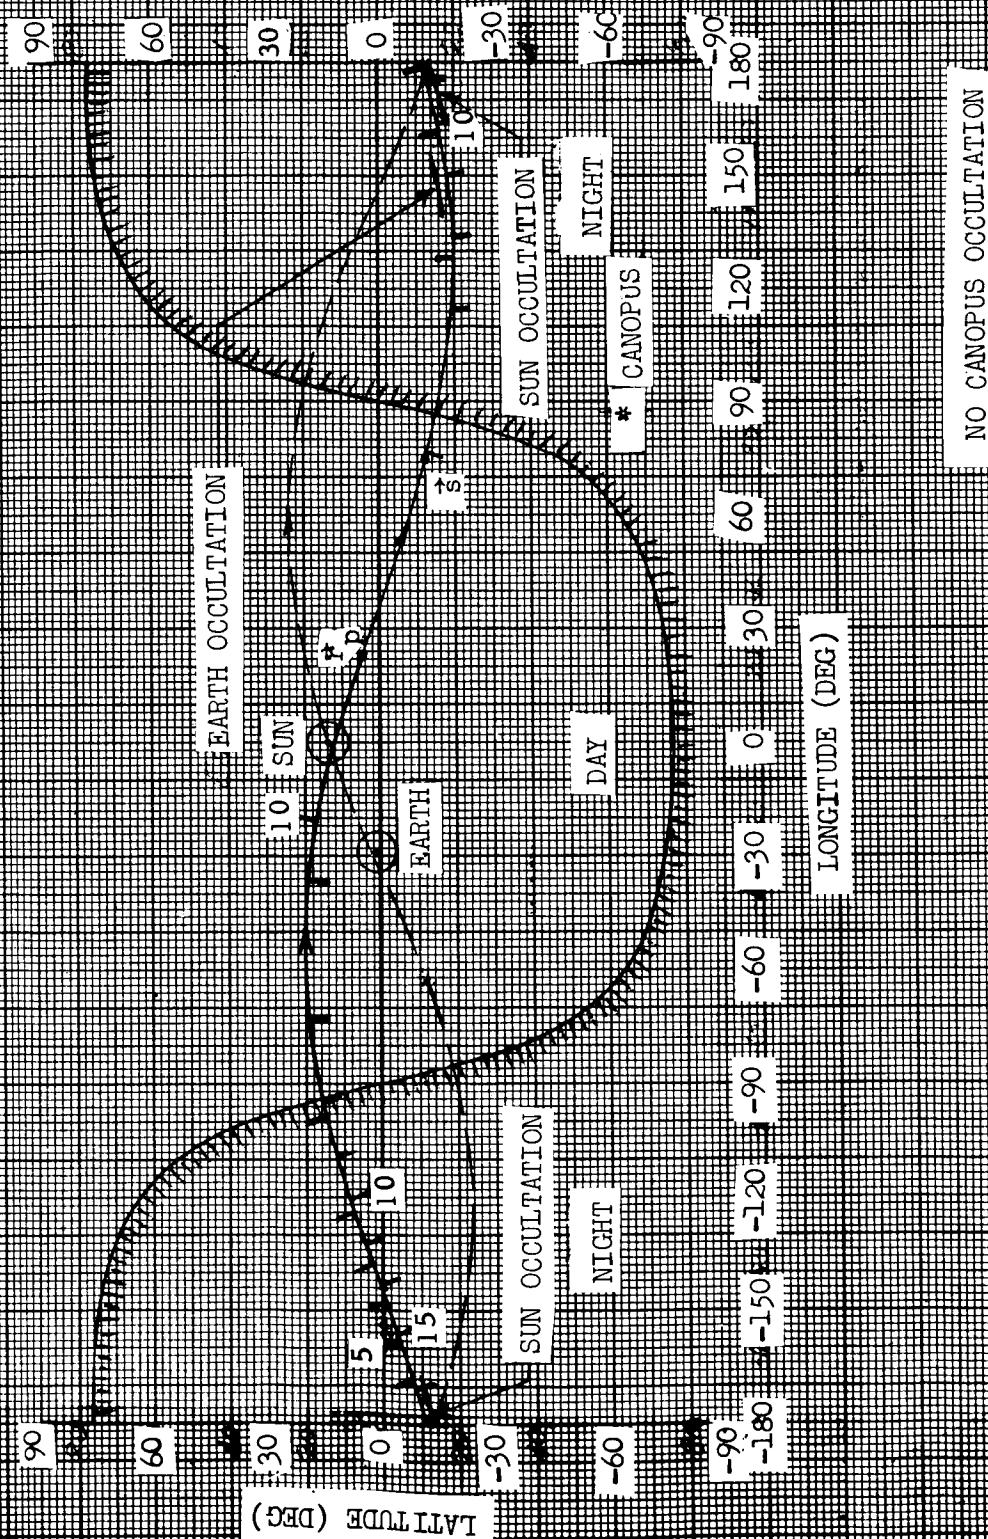 90
60
30
0
-30
-60
-90
LATITUDE (DEG)
90
60
30
0
-30
-60
-90
-180
-150
-120
-90
-60
-30
0
30
60
90
120
150
180
LONGITUDE (DEG)
EARTH OCCULTATION
SUN
10
EARTH
r
p
s
10
5
15
10
DAY
SUN OCCULTATION
NIGHT
SUN OCCULTATION
NIGHT
* CANOPUS
NO CANOPUS OCCULTATION